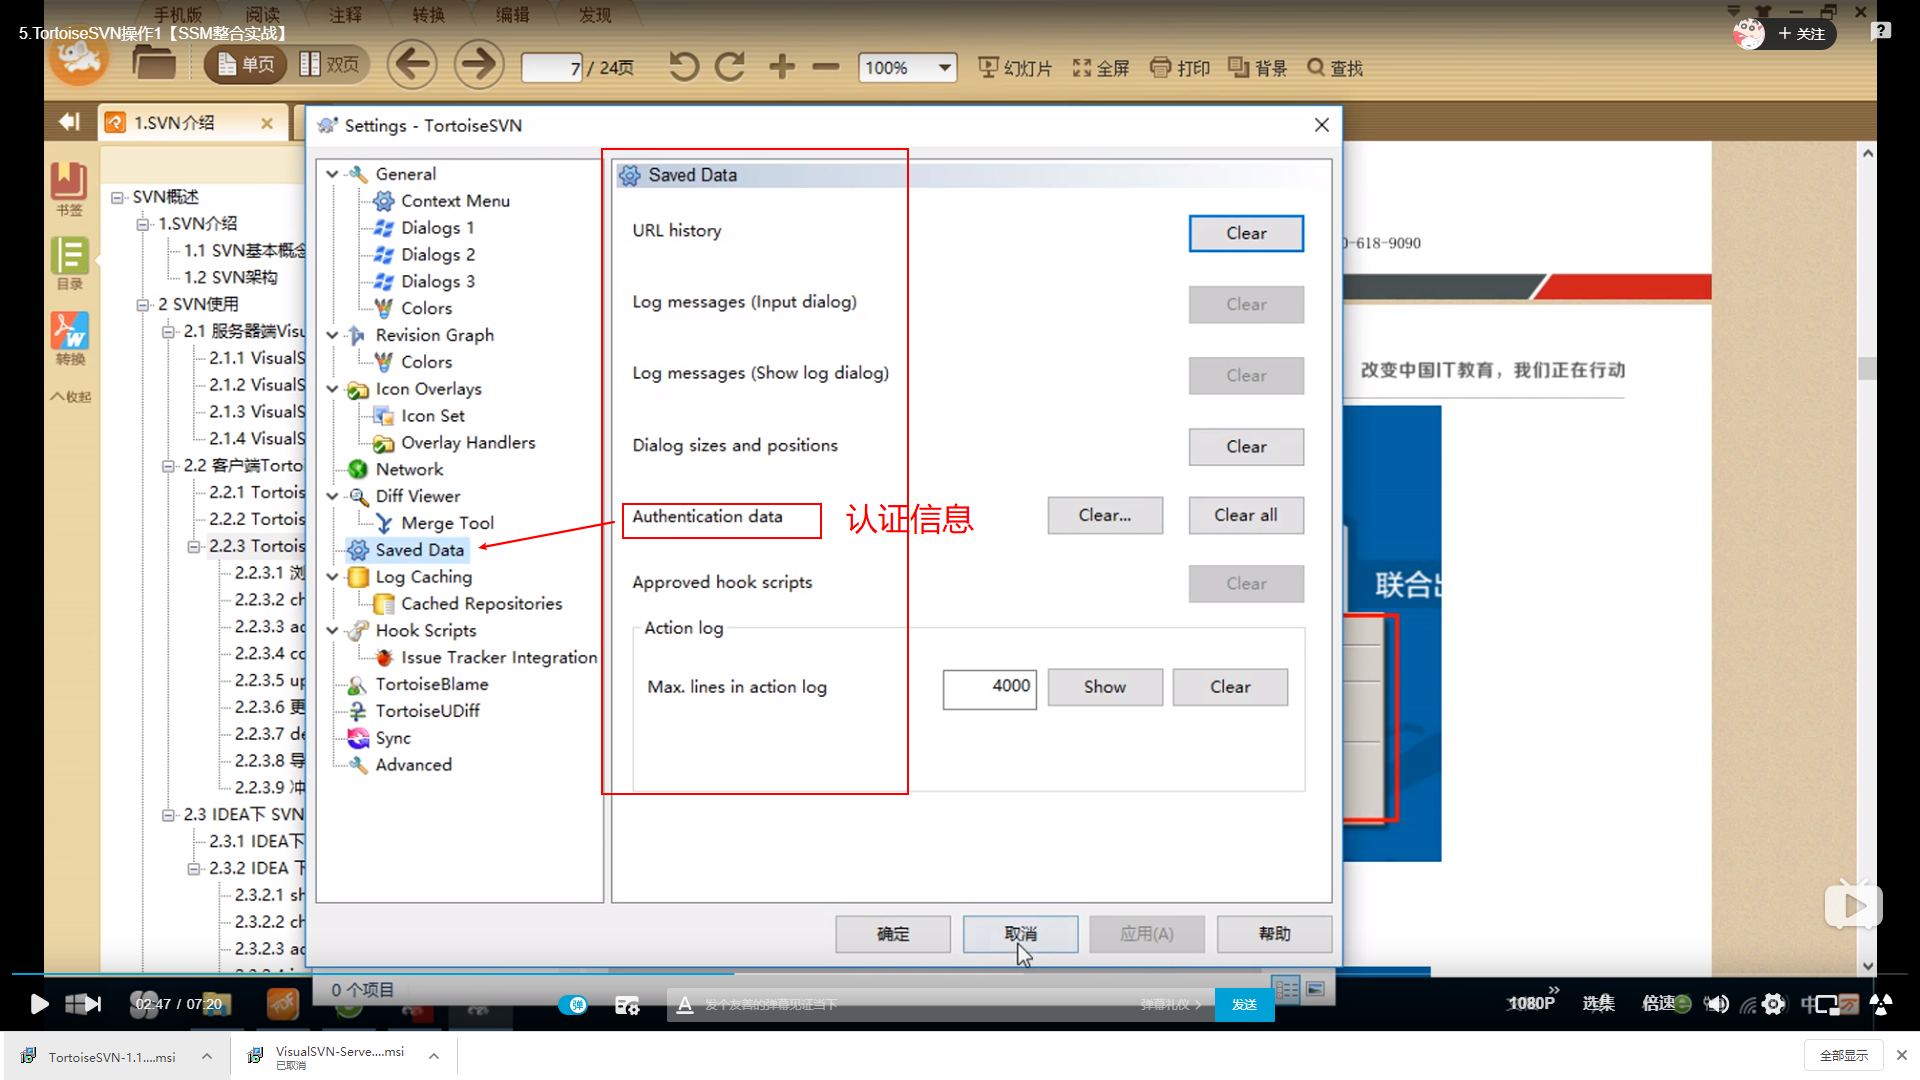 手机版 阅读 注释 转换 编辑 发现
5.TortoiseSVN操作1【SSM整合实战】
+ 关注
单页 双页 7 / 24页 100% 幻灯片 全屏 打印 背景 查找
1.SVN介绍
Settings - TortoiseSVN
书签
目录
转换
收起
SVN概述
1.SVN介绍
1.1 SVN基本概念
1.2 SVN架构
2 SVN使用
2.1 服务器端Visu
2.1.1 VisualS
2.1.2 VisualS
2.1.3 VisualS
2.1.4 VisualS
2.2 客户端Torto
2.2.1 Tortois
2.2.2 Tortois
2.2.3 Tortois
2.2.3.1 浏
2.2.3.2 ch
2.2.3.3 ac
2.2.3.4 cc
2.2.3.5 up
2.2.3.6 更
2.2.3.7 de
2.2.3.8 导
2.2.3.9 冲
2.3 IDEA下 SVN
2.3.1 IDEA下
2.3.2 IDEA 下
2.3.2.1 sh
2.3.2.2 ch
2.3.2.3 ac
General
Context Menu
Dialogs 1
Dialogs 2
Dialogs 3
Colors
Revision Graph
Colors
Icon Overlays
Icon Set
Overlay Handlers
Network
Diff Viewer
Merge Tool
Saved Data
Log Caching
Cached Repositories
Hook Scripts
Issue Tracker Integration
TortoiseBlame
TortoiseUDiff
Sync
Advanced
Saved Data
URL history Clear
Log messages (Input dialog) Clear
Log messages (Show log dialog) Clear
Dialog sizes and positions Clear
Authentication data 认证信息 Clear... Clear all
Approved hook scripts Clear
Action log
Max. lines in action log 4000 Show Clear
确定 取消 应用(A) 帮助
0-618-9090
改变中国IT教育，我们正在行动
联合出
0 个项目
02:47 / 07:20
弹
发个友善的弹幕见证当下
弹幕礼仪 >
发送
1080P 选集 倍速
TortoiseSVN-1.1....msi
VisualSVN-Serve....msi
已取消
全部显示